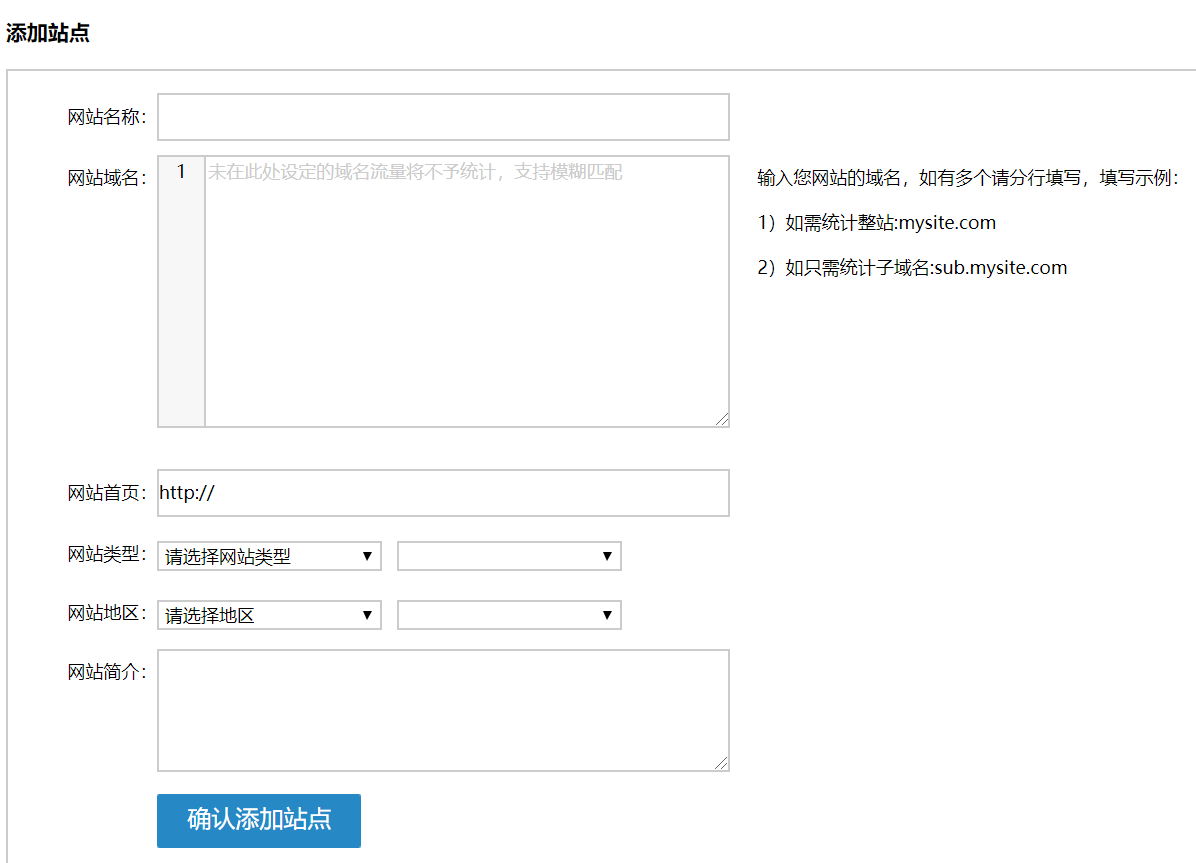 添加站点
网站名称：
网站域名：
1
未在此处设定的域名流量将不予统计，支持模糊匹配
输入您网站的域名，如有多个请分行填写，填写示例：
1）如需统计整站:mysite.com
2）如只需统计子域名:sub.mysite.com
网站首页：
http://
网站类型：
请选择网站类型
网站地区：
请选择地区
网站简介：
确认添加站点